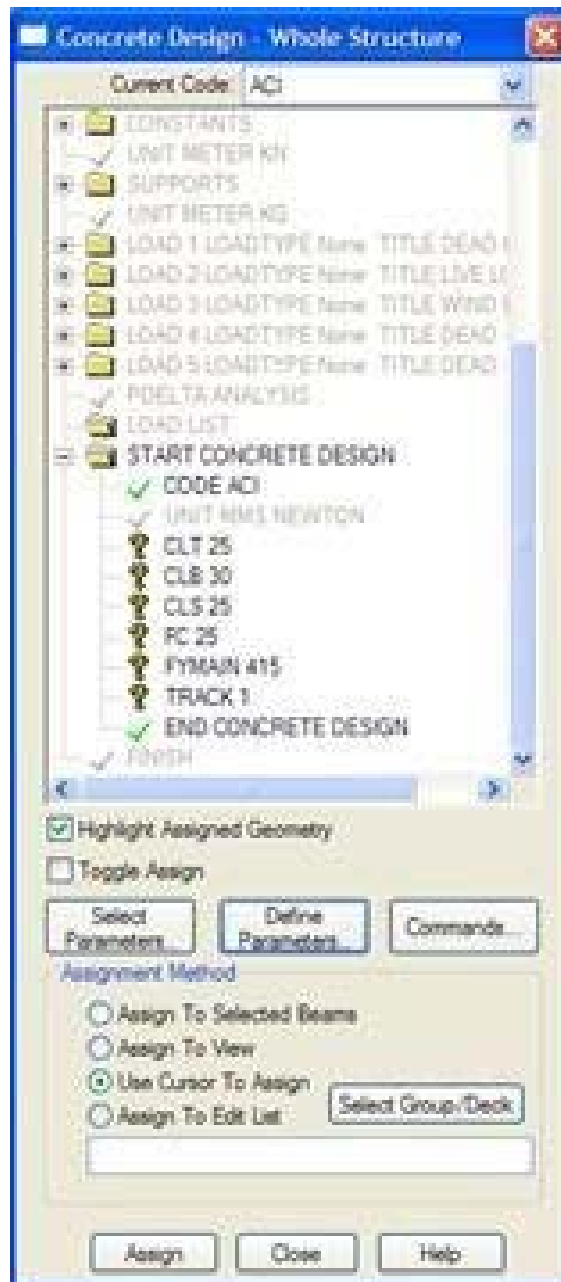 Concrete Design - Whole Structure
Current Code: ACI
CONSTANTS
UNIT METER KN
SUPPORTS
UNIT METER KG
LOAD 1 LOADTYPE None TITLE DEAD
LOAD 2 LOADTYPE None TITLE LIVE LO
LOAD 3 LOADTYPE None TITLE WIND
LOAD 4 LOADTYPE None TITLE DEAD
LOAD 5 LOADTYPE None TITLE DEAD
PDELTA ANALYSIS
LOAD LIST
START CONCRETE DESIGN
CODE ACI
UNIT MMS NEWTON
CLT 25
CLB 30
CLS 25
FC 25
FYMAIN 415
TRACK 1
END CONCRETE DESIGN
FINISH
Highlight Assigned Geometry
Toggle Assign
Select Parameters...
Define Parameters...
Commands...
Assignment Method
Assign To Selected Beams
Assign To View
Use Cursor To Assign
Assign To Edit List
Select Group/Deck
Assign
Close
Help